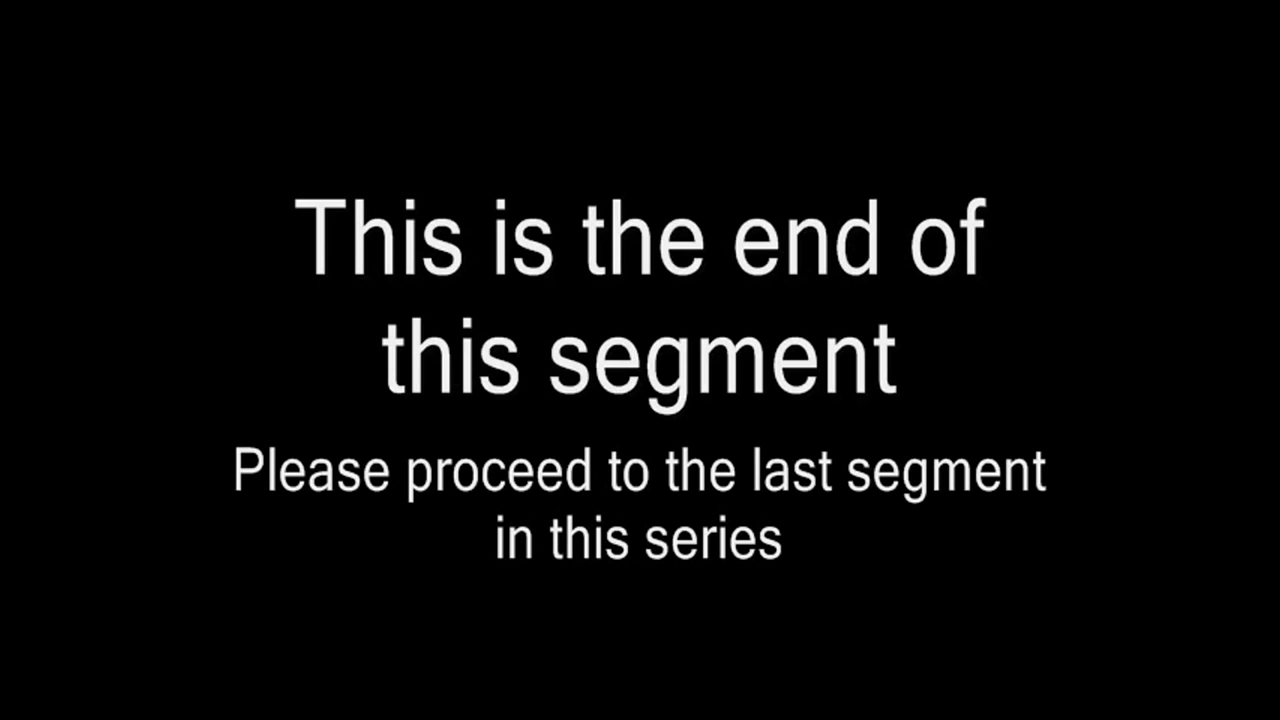 This is the end of
this segment
Please proceed to the last segment
in this series